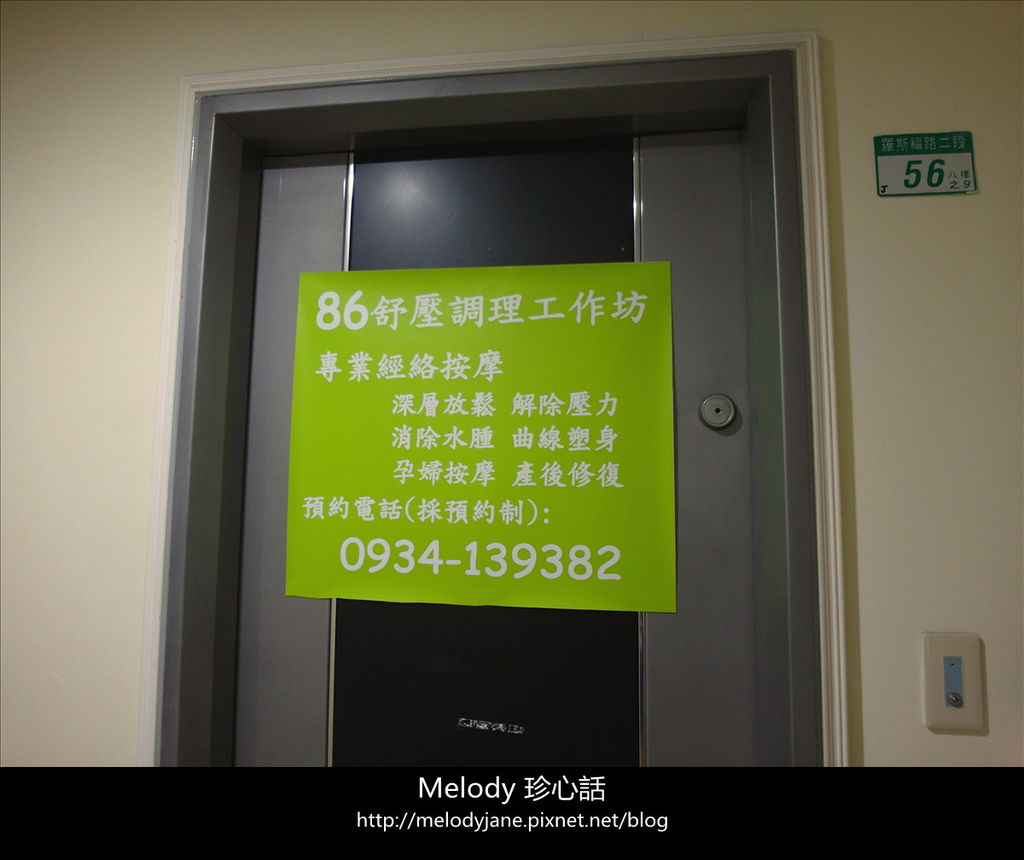 羅斯福路二段
56 八樓之9
J
86舒壓調理工作坊
專業經絡按摩
深層放鬆 解除壓力
消除水腫 曲線塑身
孕婦按摩 產後修復
預約電話(採預約制):
0934-139382
Melody 珍心話
http://melodyjane.pixnet.net/blog